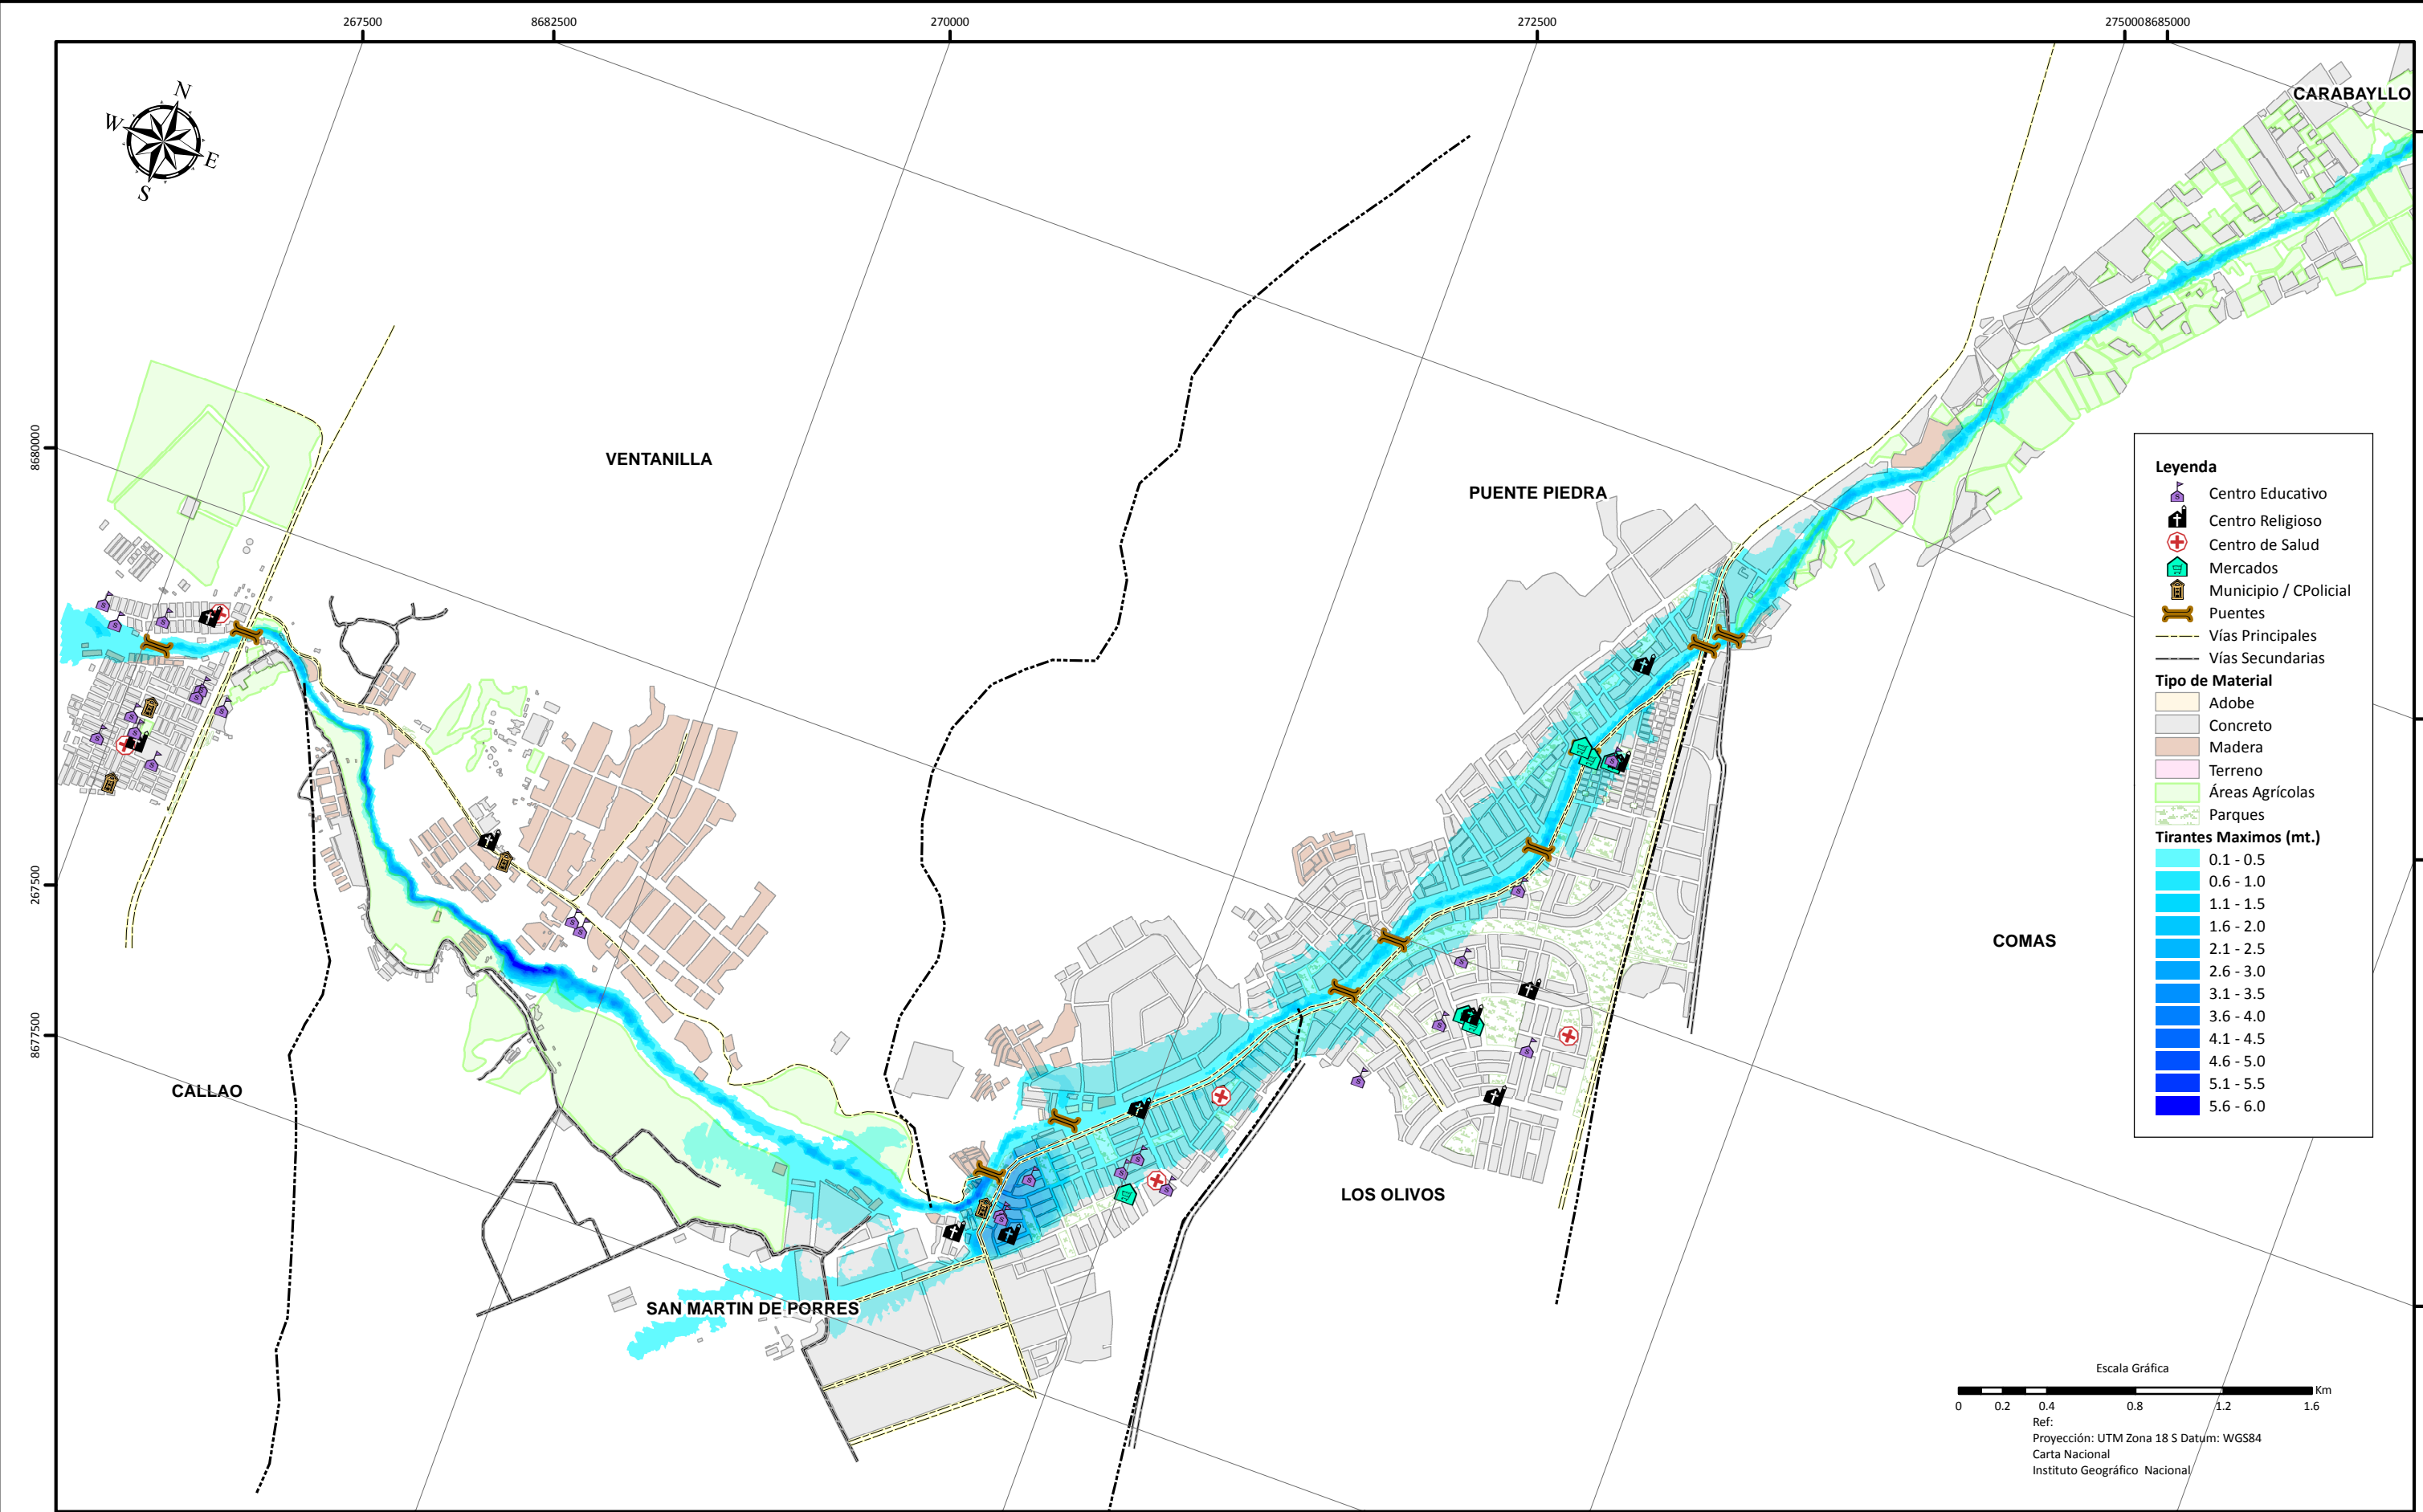 267500
8682500
270000
272500
275000
8685000
N
W
E
S
CARABAYLLO
8680000
VENTANILLA
PUENTE PIEDRA
267500
COMAS
8677500
CALLAO
LOS OLIVOS
SAN MARTIN DE PORRES
Leyenda
Centro Educativo
Centro Religioso
Centro de Salud
Mercados
Municipio / CPolicial
Puentes
Vías Principales
Vías Secundarias
Tipo de Material
Adobe
Concreto
Madera
Terreno
Áreas Agrícolas
Parques
Tirantes Maximos (mt.)
0.1 - 0.5
0.6 - 1.0
1.1 - 1.5
1.6 - 2.0
2.1 - 2.5
2.6 - 3.0
3.1 - 3.5
3.6 - 4.0
4.1 - 4.5
4.6 - 5.0
5.1 - 5.5
5.6 - 6.0
Escala Gráfica
Km
0 0.2 0.4 0.8 1.2 1.6
Ref:
Proyección: UTM Zona 18 S Datum: WGS84
Carta Nacional
Instituto Geográfico Nacional